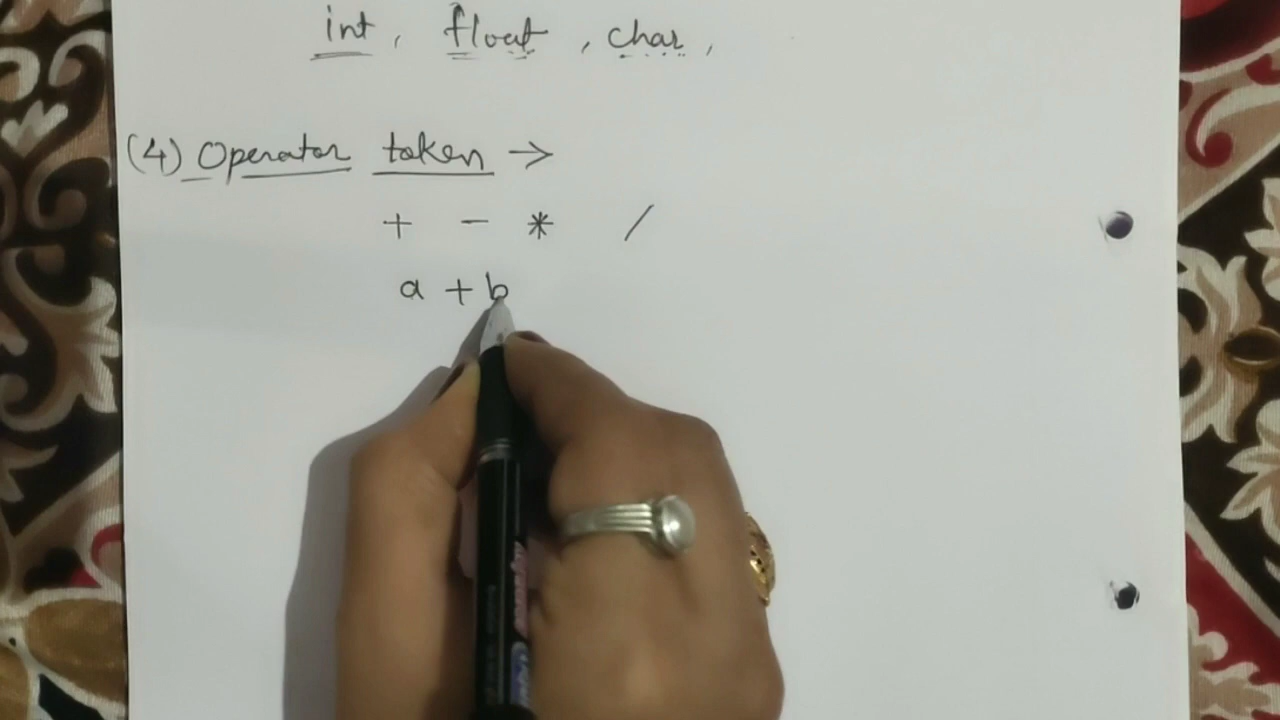 int, float, char,
(4) Operator token →
+ - * /
a + b